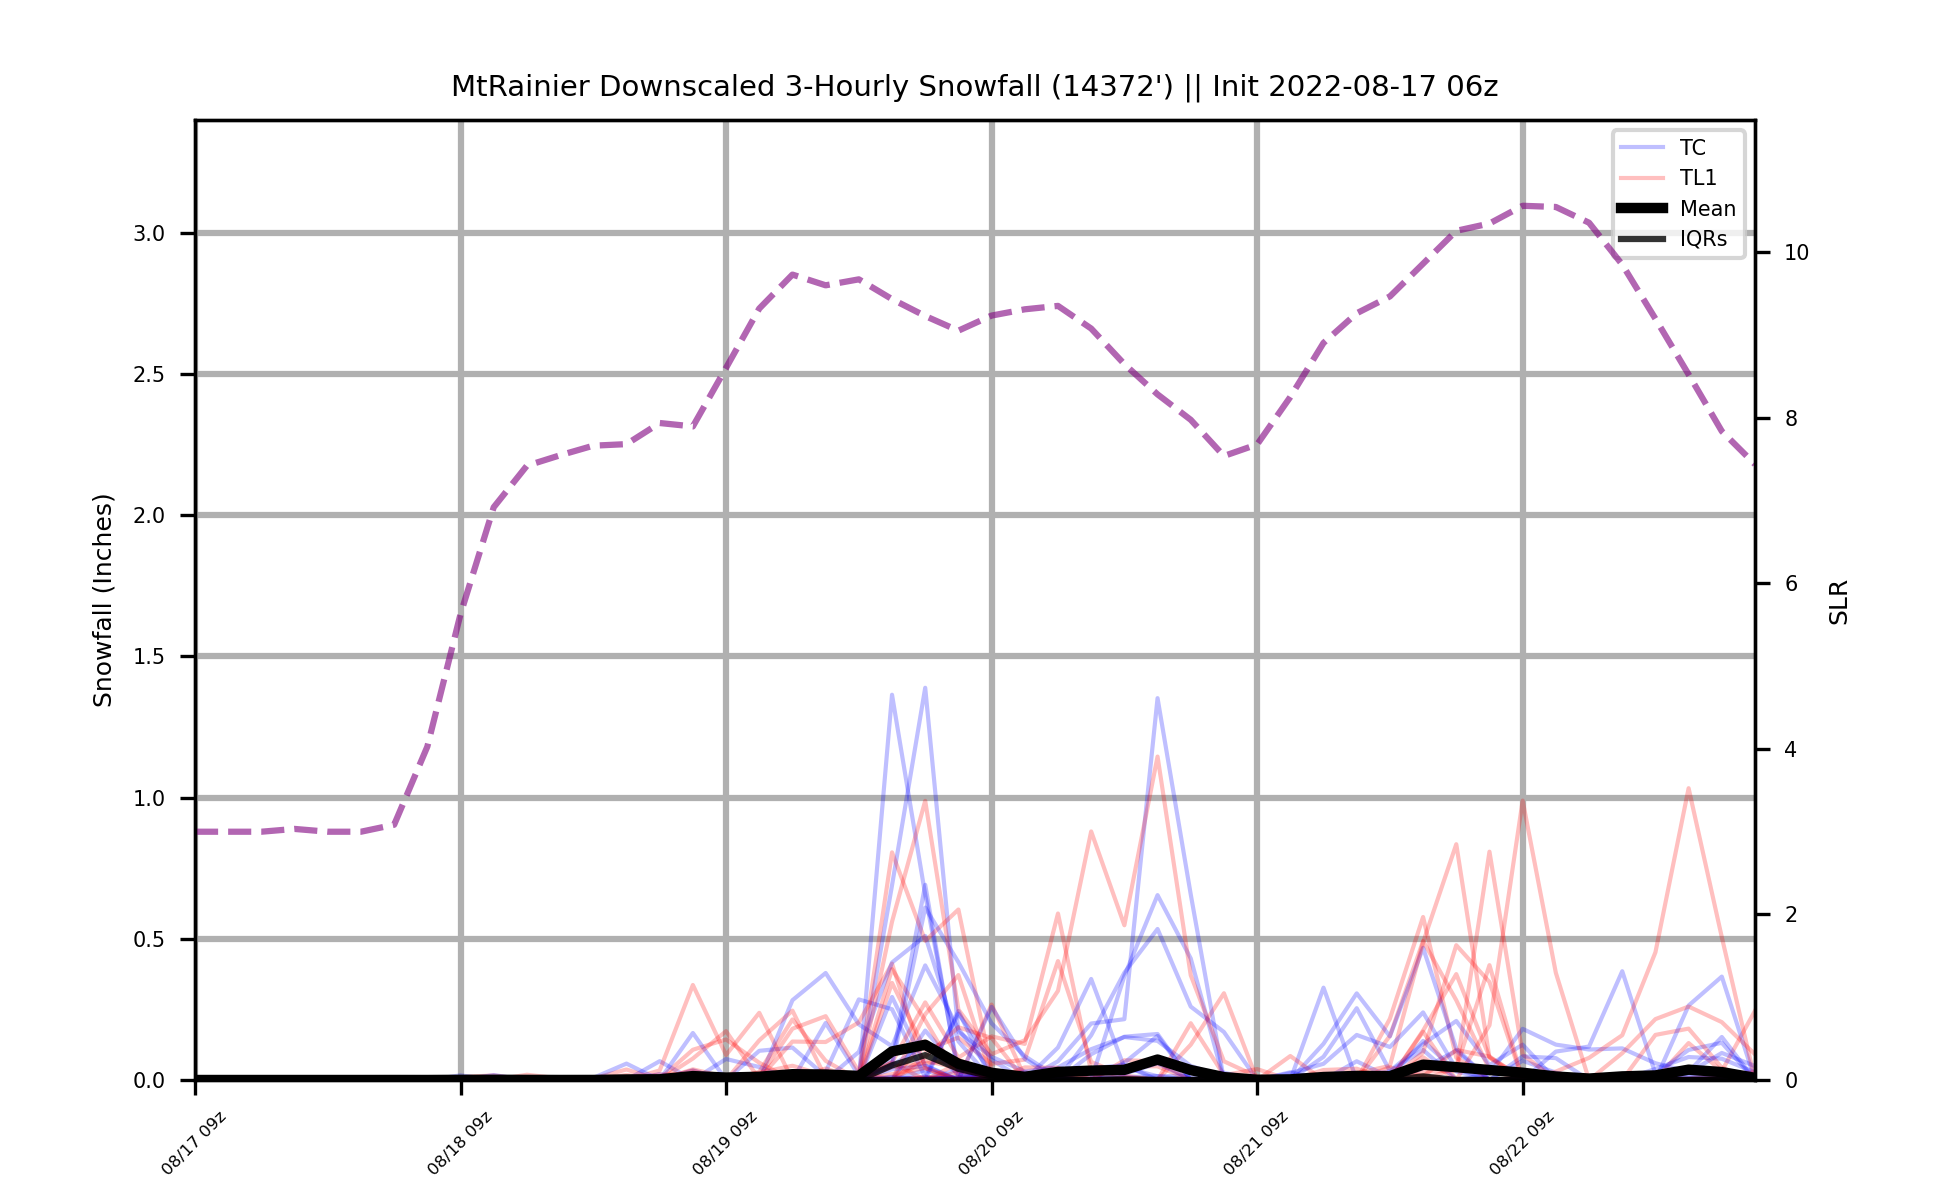 MtRainier Downscaled 3-Hourly Snowfall (14372') || Init 2022-08-17 06z
TC
TL1
Mean
IQRs
Snowfall (Inches)
3.0
2.5
2.0
1.5
1.0
0.5
0.0
10
8
6
4
2
0
SLR
08/17 09z
08/18 09z
08/19 09z
08/20 09z
08/21 09z
08/22 09z